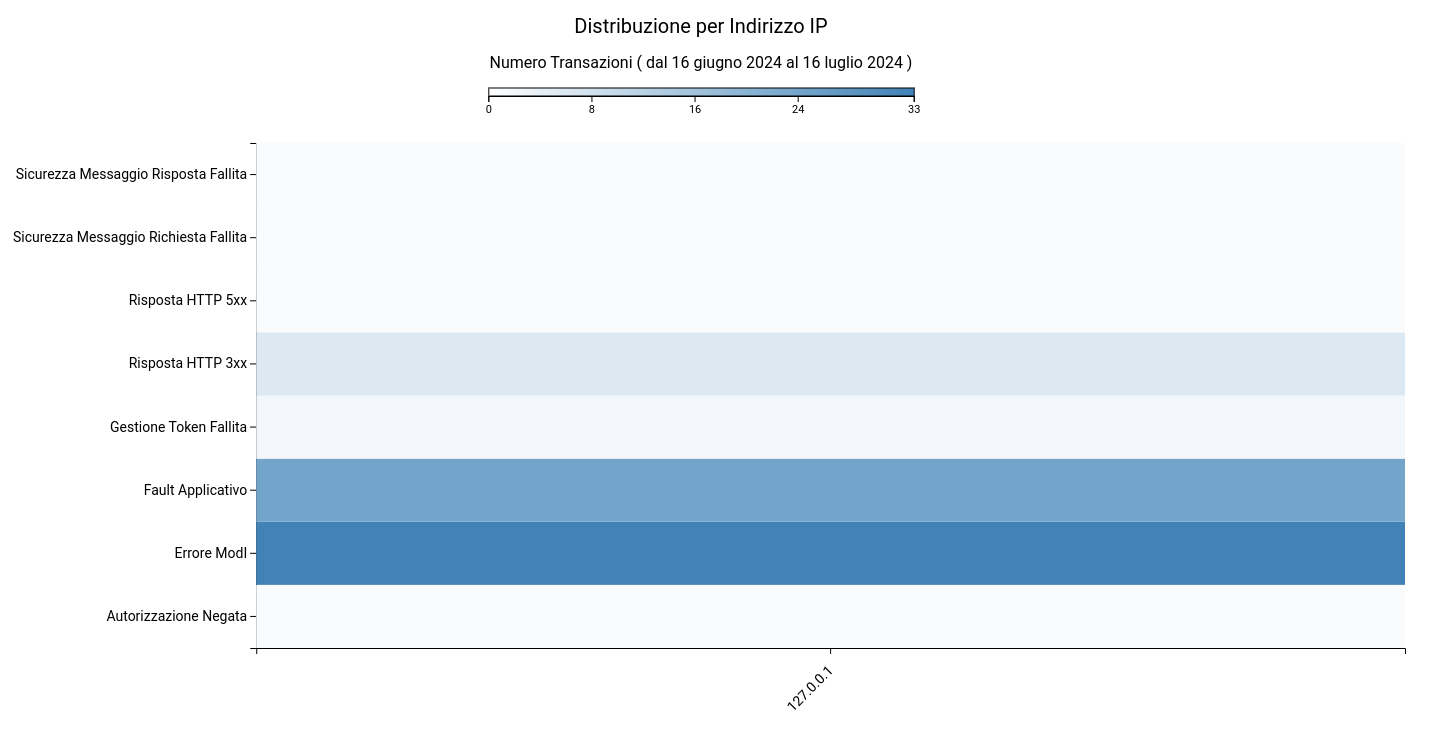 Distribuzione per Indirizzo IP
Numero Transazioni ( dal 16 giugno 2024 al 16 luglio 2024 )
0 8 16 24 33
Sicurezza Messaggio Risposta Fallita
Sicurezza Messaggio Richiesta Fallita
Risposta HTTP 5xx
Risposta HTTP 3xx
Gestione Token Fallita
Fault Applicativo
Errore ModI
Autorizzazione Negata
127.0.0.1